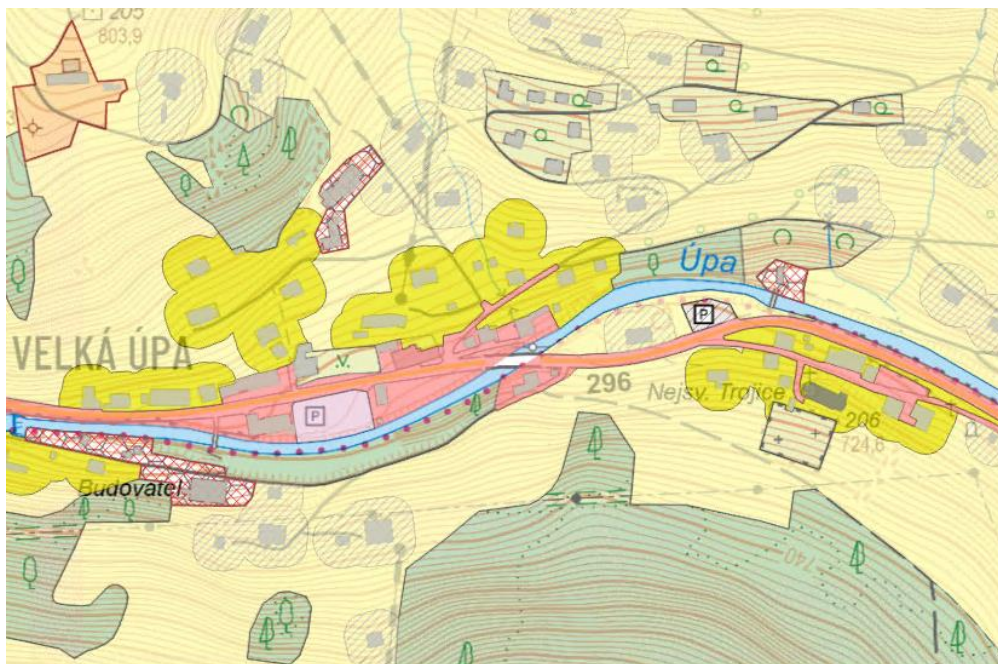 205
803,9
Úpa
P
VELKÁ ÚPA
.v.
296
Nejsv. Trojice
P
206
724,6
Budovatel
740